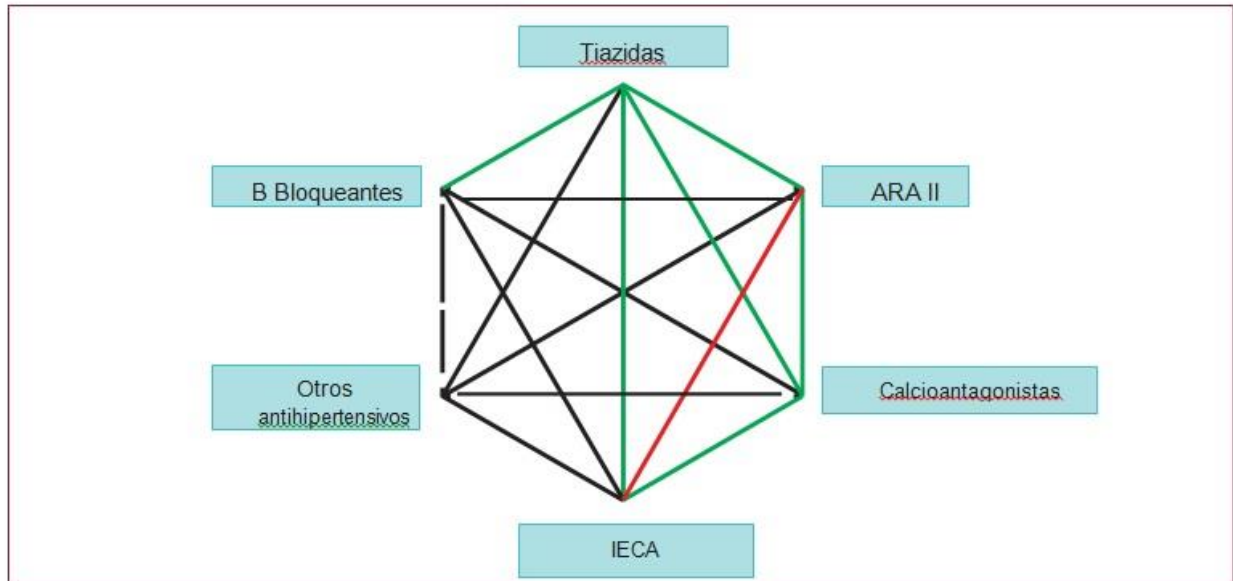 Tiazidas
B Bloqueantes
ARA II
Otros
antihipertensivos
Calcioantagonistas
IECA